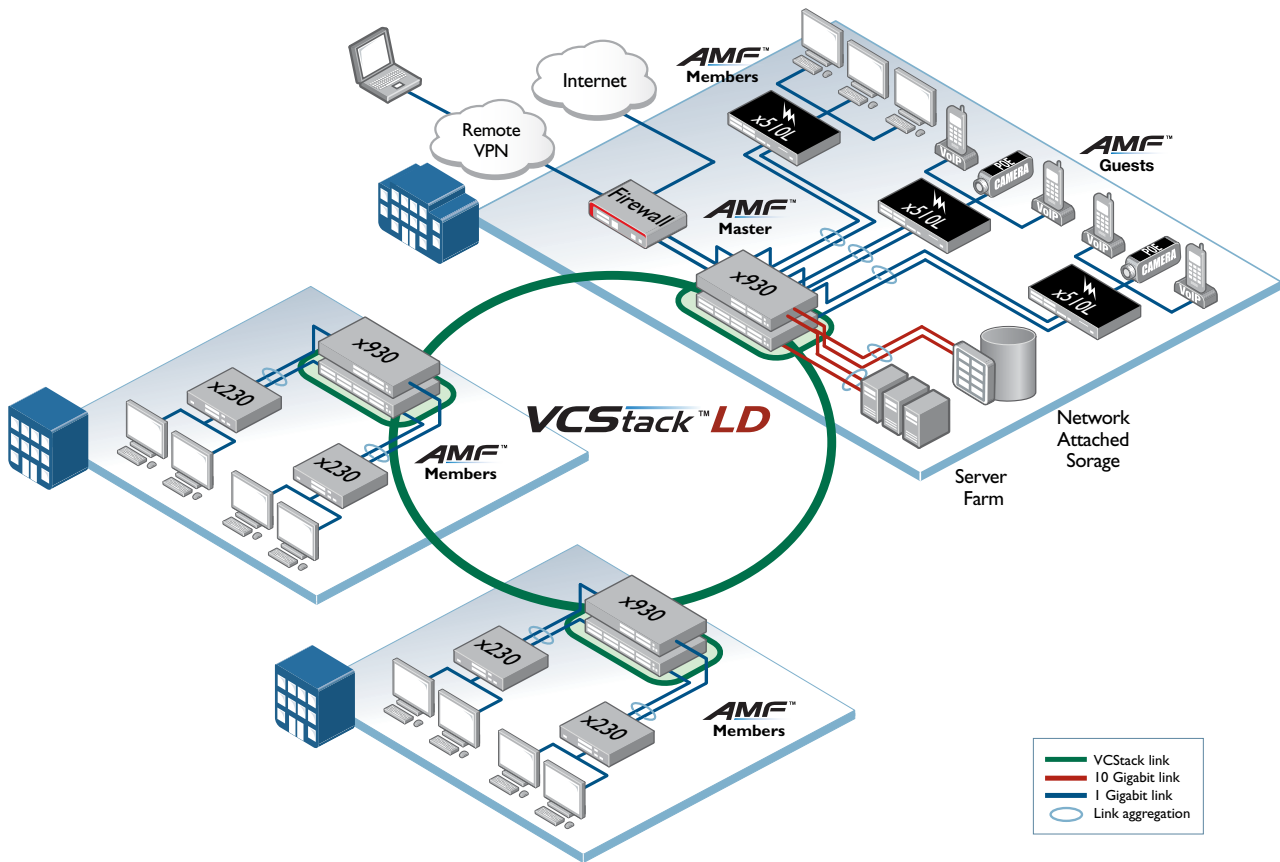 Internet
Remote
VPN
Firewall
AMF™
Members
x510L
VoIP
POE
CAMERA
VoIP
AMF™
Guests
x510L
VoIP
POE
CAMERA
VoIP
x510L
AMF™
Master
x930
Network
Attached
Sorage
Server
Farm
x930
x230
x230
AMF™
Members
VCStack™ LD
x930
x230
x230
AMF™
Members
VCStack link
10 Gigabit link
1 Gigabit link
Link aggregation